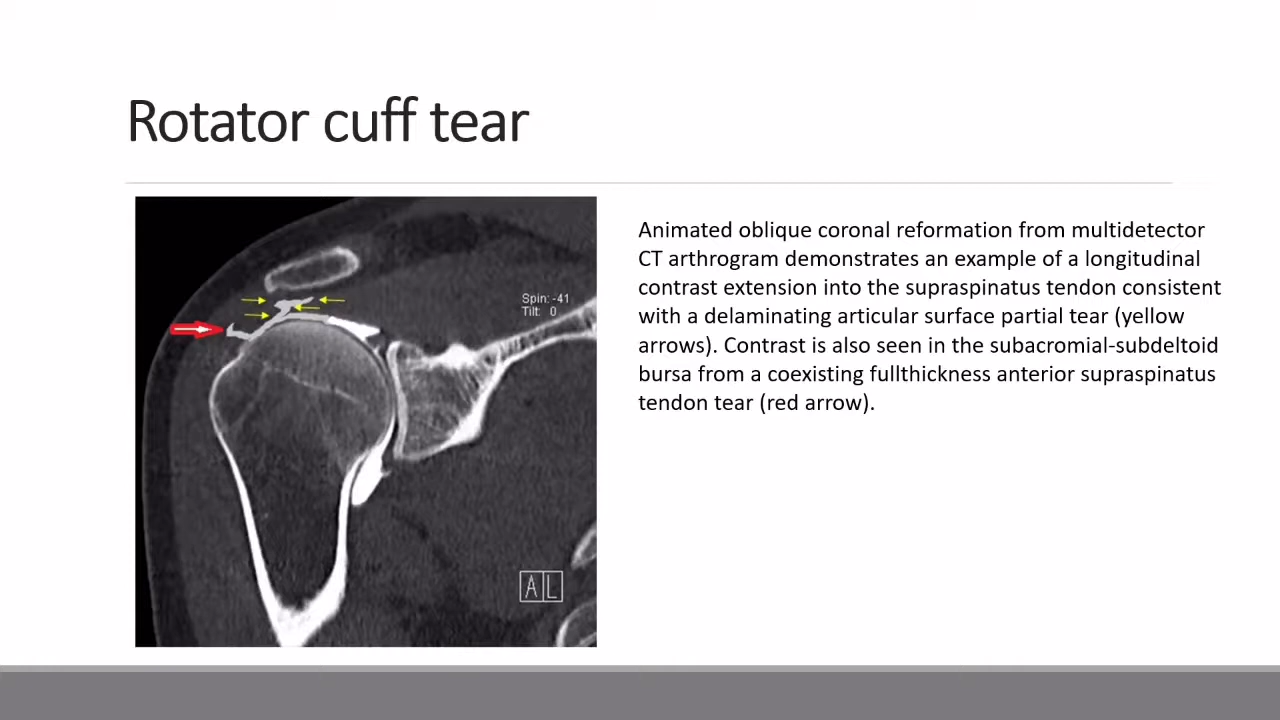 Rotator cuff tear
Animated oblique coronal reformation from multidetector
CT arthrogram demonstrates an example of a longitudinal
contrast extension into the supraspinatus tendon consistent
with a delaminating articular surface partial tear (yellow
arrows). Contrast is also seen in the subacromial-subdeltoid
bursa from a coexisting fullthickness anterior supraspinatus
tendon tear (red arrow).
Spin: -41
Tilt: 0
A L